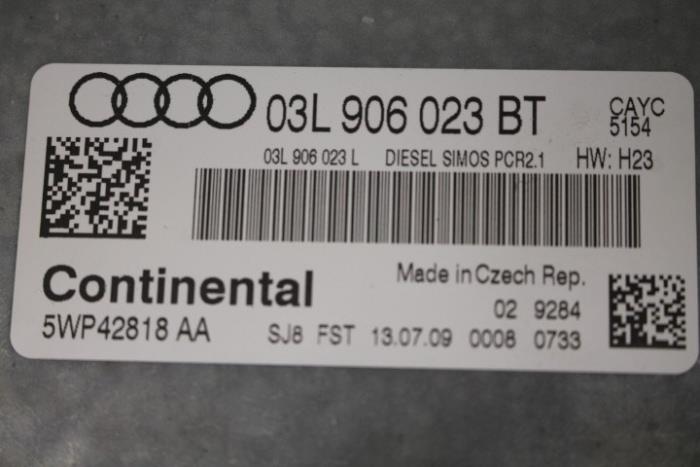 03L 906 023 BT CAYC
5154
03L 906 023 L DIESEL SIMOS PCR2.1 HW: H23
Continental Made in Czech Rep.
02 9284
5WP42818 AA SJ8 FST 13.07.09 0008 0733